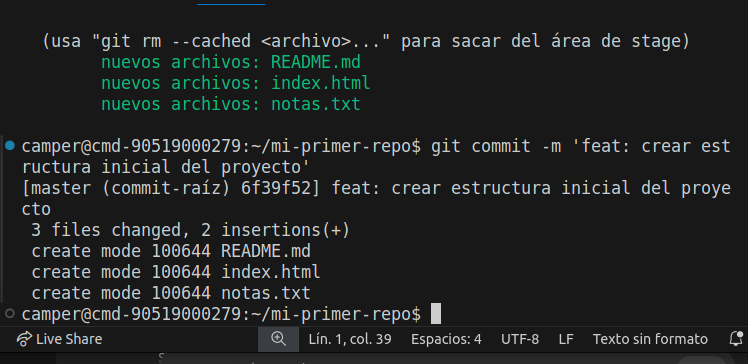 (usa "git rm --cached <archivo>..." para sacar del área de stage)
nuevos archivos: README.md
nuevos archivos: index.html
nuevos archivos: notas.txt
camper@cmd-90519000279:~/mi-primer-repo$ git commit -m 'feat: crear est
ructura inicial del proyecto'
[master (commit-raíz) 6f39f52] feat: crear estructura inicial del proye
cto
3 files changed, 2 insertions(+)
create mode 100644 README.md
create mode 100644 index.html
create mode 100644 notas.txt
camper@cmd-90519000279:~/mi-primer-repo$
Live Share Lín. 1, col. 39 Espacios: 4 UTF-8 LF Texto sin formato